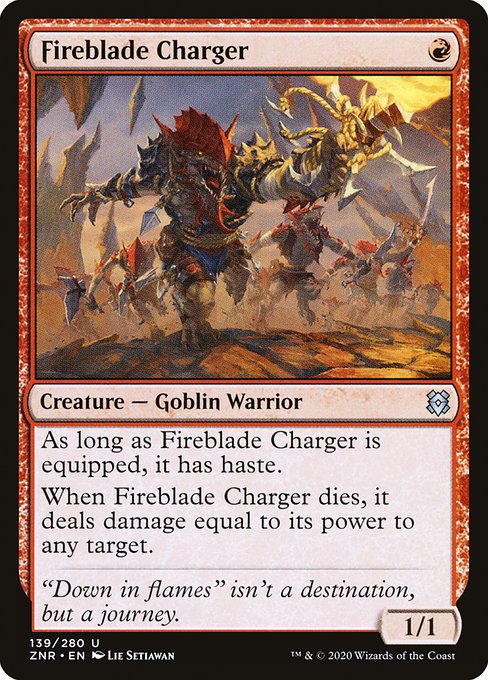 Fireblade Charger
Creature — Goblin Warrior
As long as Fireblade Charger is
equipped, it has haste.
When Fireblade Charger dies, it
deals damage equal to its power to
any target.
“Down in flames” isn’t a destination,
but a journey.
1/1
139/280 U
ZNR • EN Lie Setiawan
™ & © 2020 Wizards of the Coast